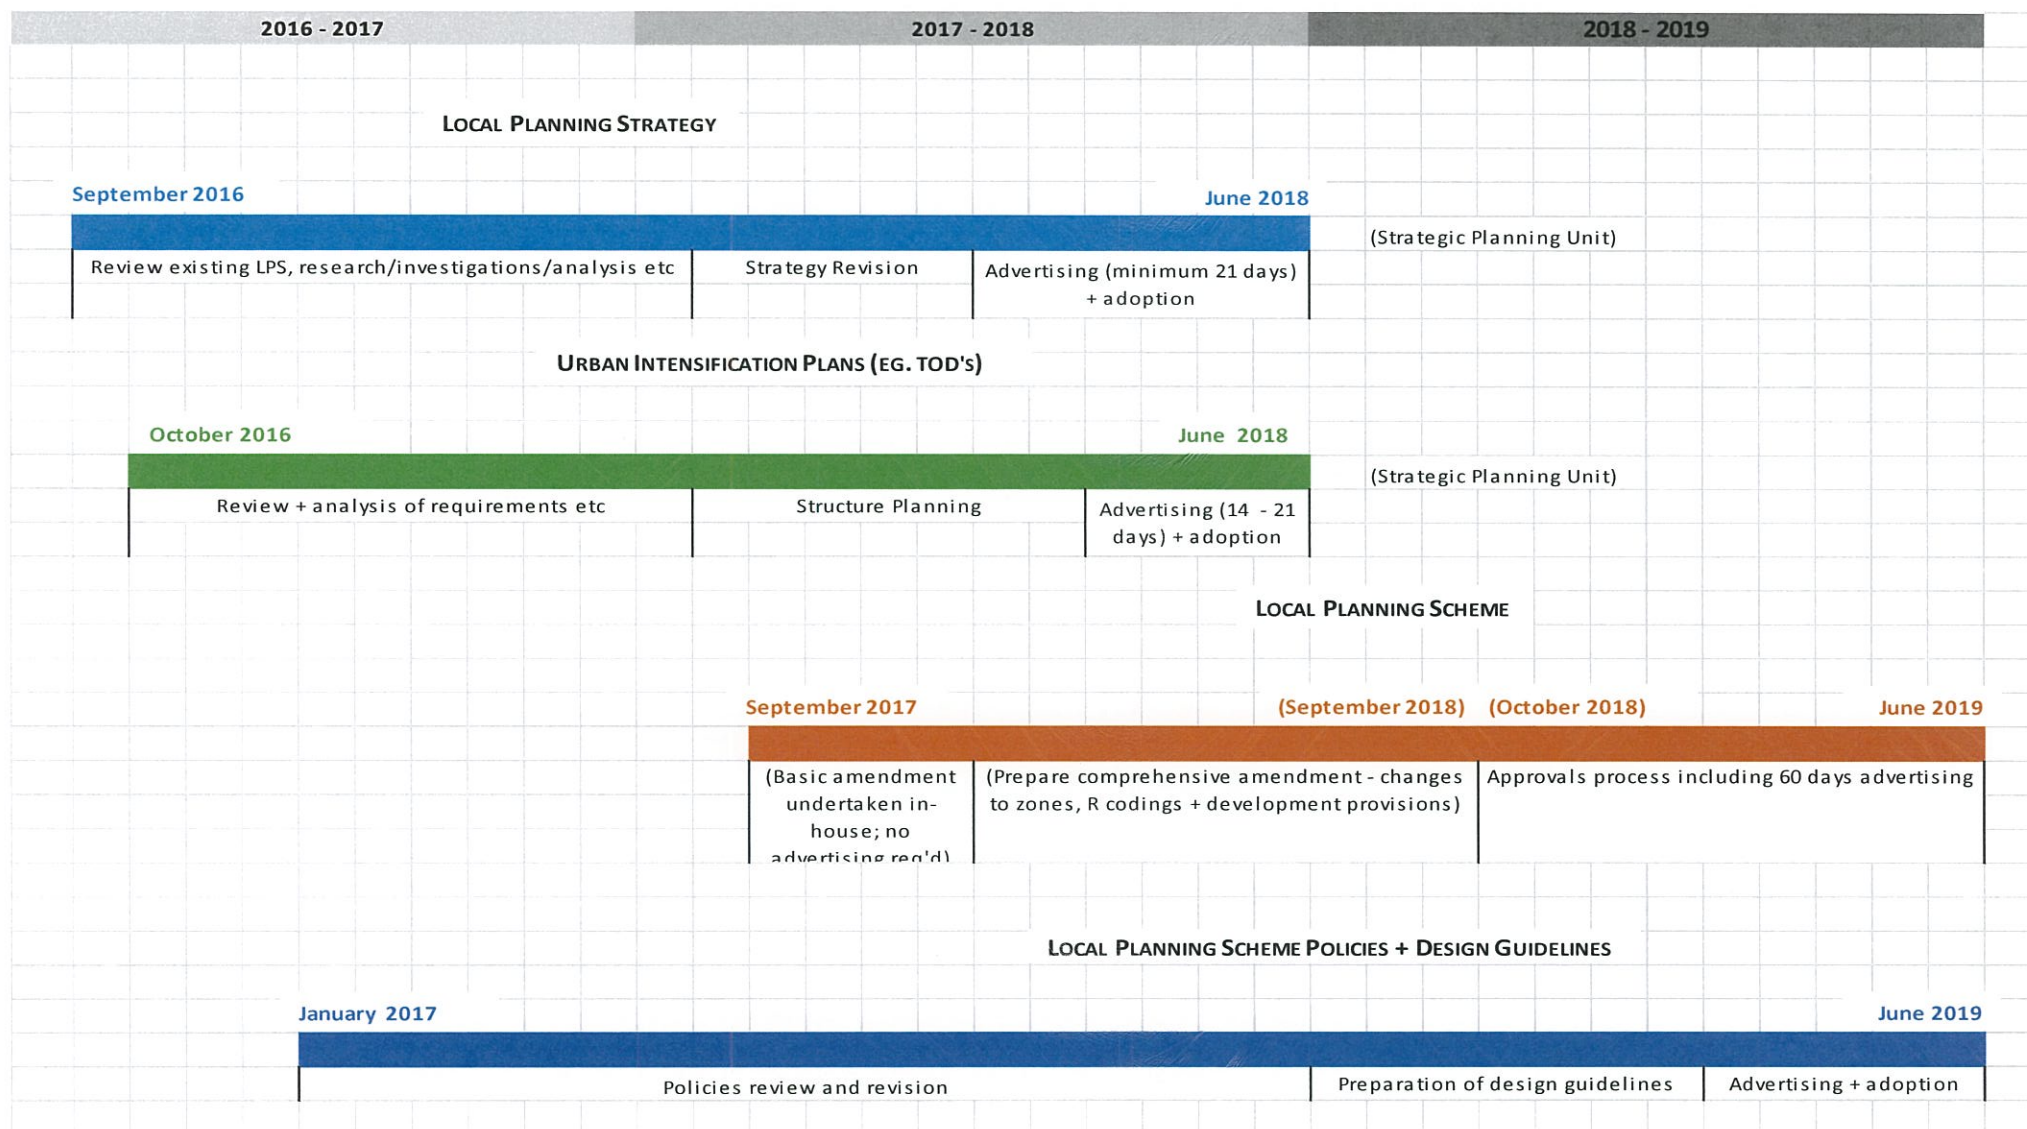 2016 - 2017 2017 - 2018 2018 - 2019
LOCAL PLANNING STRATEGY
September 2016 June 2018
(Strategic Planning Unit)
Review existing LPS, research/investigations/analysis etc
Strategy Revision
Advertising (minimum 21 days)
+ adoption
URBAN INTENSIFICATION PLANS (EG. TOD'S)
October 2016 June 2018
(Strategic Planning Unit)
Review + analysis of requirements etc
Structure Planning
Advertising (14 - 21
days) + adoption
LOCAL PLANNING SCHEME
September 2017 (September 2018) (October 2018) June 2019
(Basic amendment
undertaken in-
house; no
advertising req'd)
(Prepare comprehensive amendment - changes
to zones, R codings + development provisions)
Approvals process including 60 days advertising
LOCAL PLANNING SCHEME POLICIES + DESIGN GUIDELINES
January 2017 June 2019
Policies review and revision
Preparation of design guidelines
Advertising + adoption